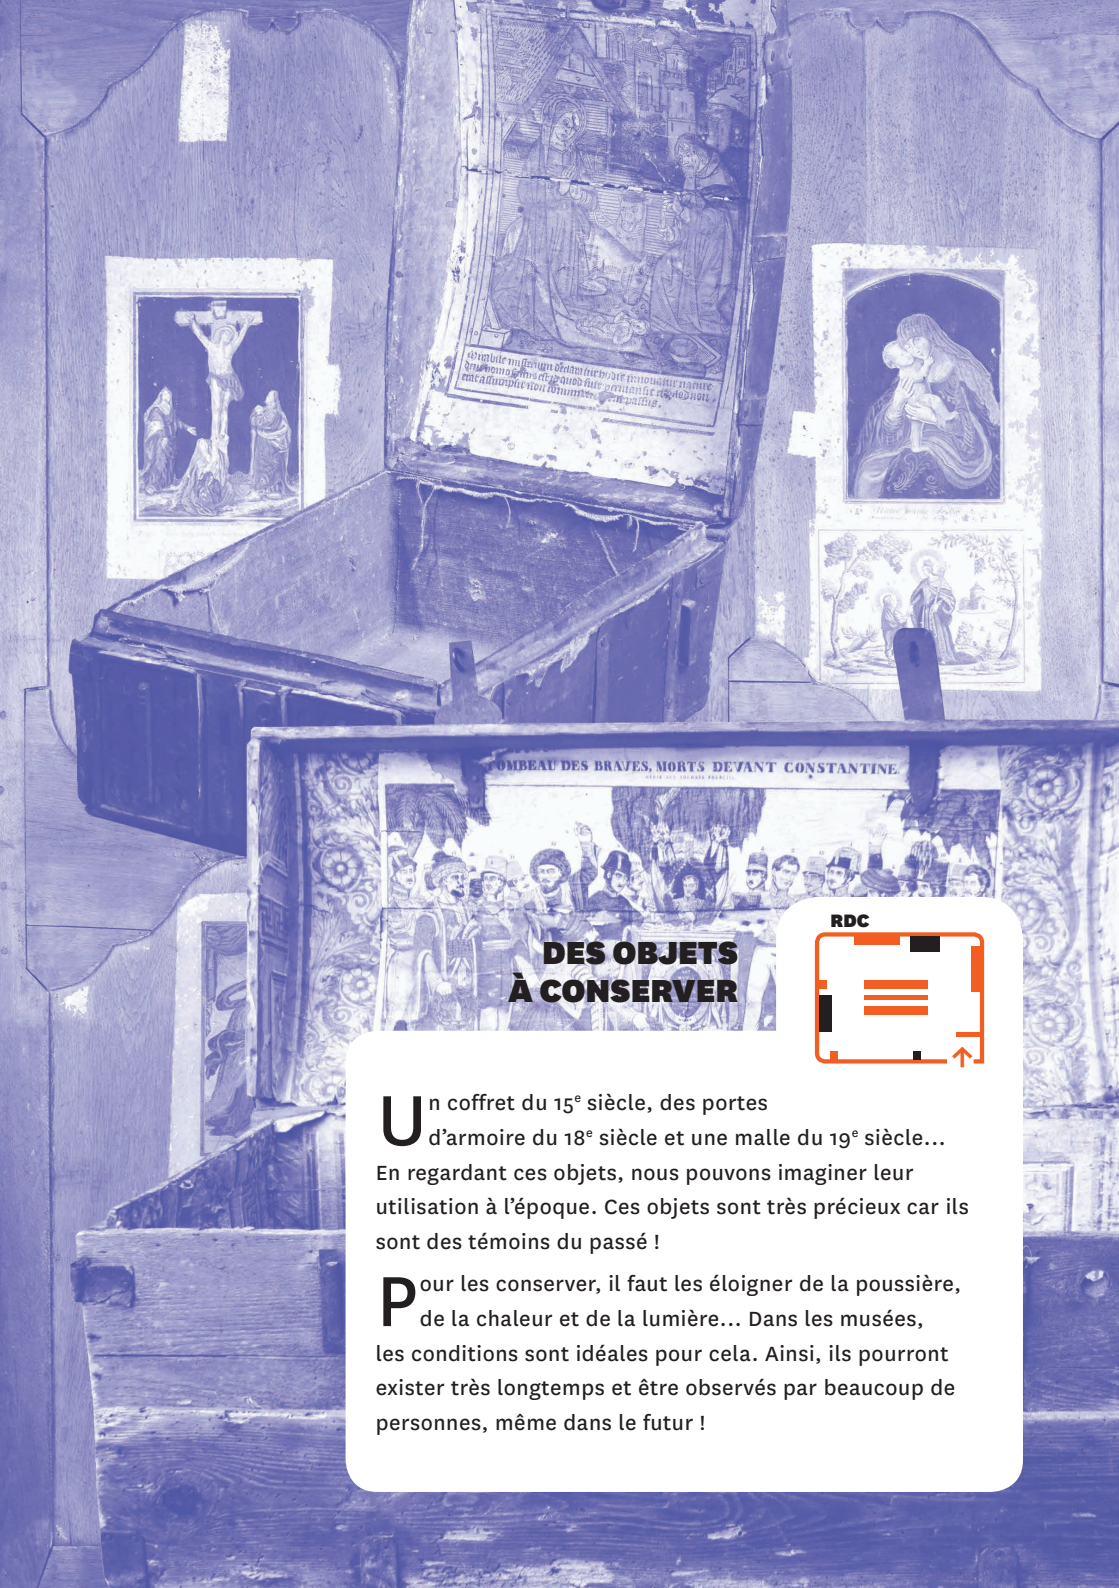 TOMBEAU DES BRAVES, MORTS DEVANT CONSTANTINE
DES OBJETS
À CONSERVER
RDC
Un coffret du 15e siècle, des portes
d’armoire du 18e siècle et une malle du 19e siècle…
En regardant ces objets, nous pouvons imaginer leur
utilisation à l’époque. Ces objets sont très précieux car ils
sont des témoins du passé !
Pour les conserver, il faut les éloigner de la poussière,
de la chaleur et de la lumière… Dans les musées,
les conditions sont idéales pour cela. Ainsi, ils pourront
exister très longtemps et être observés par beaucoup de
personnes, même dans le futur !